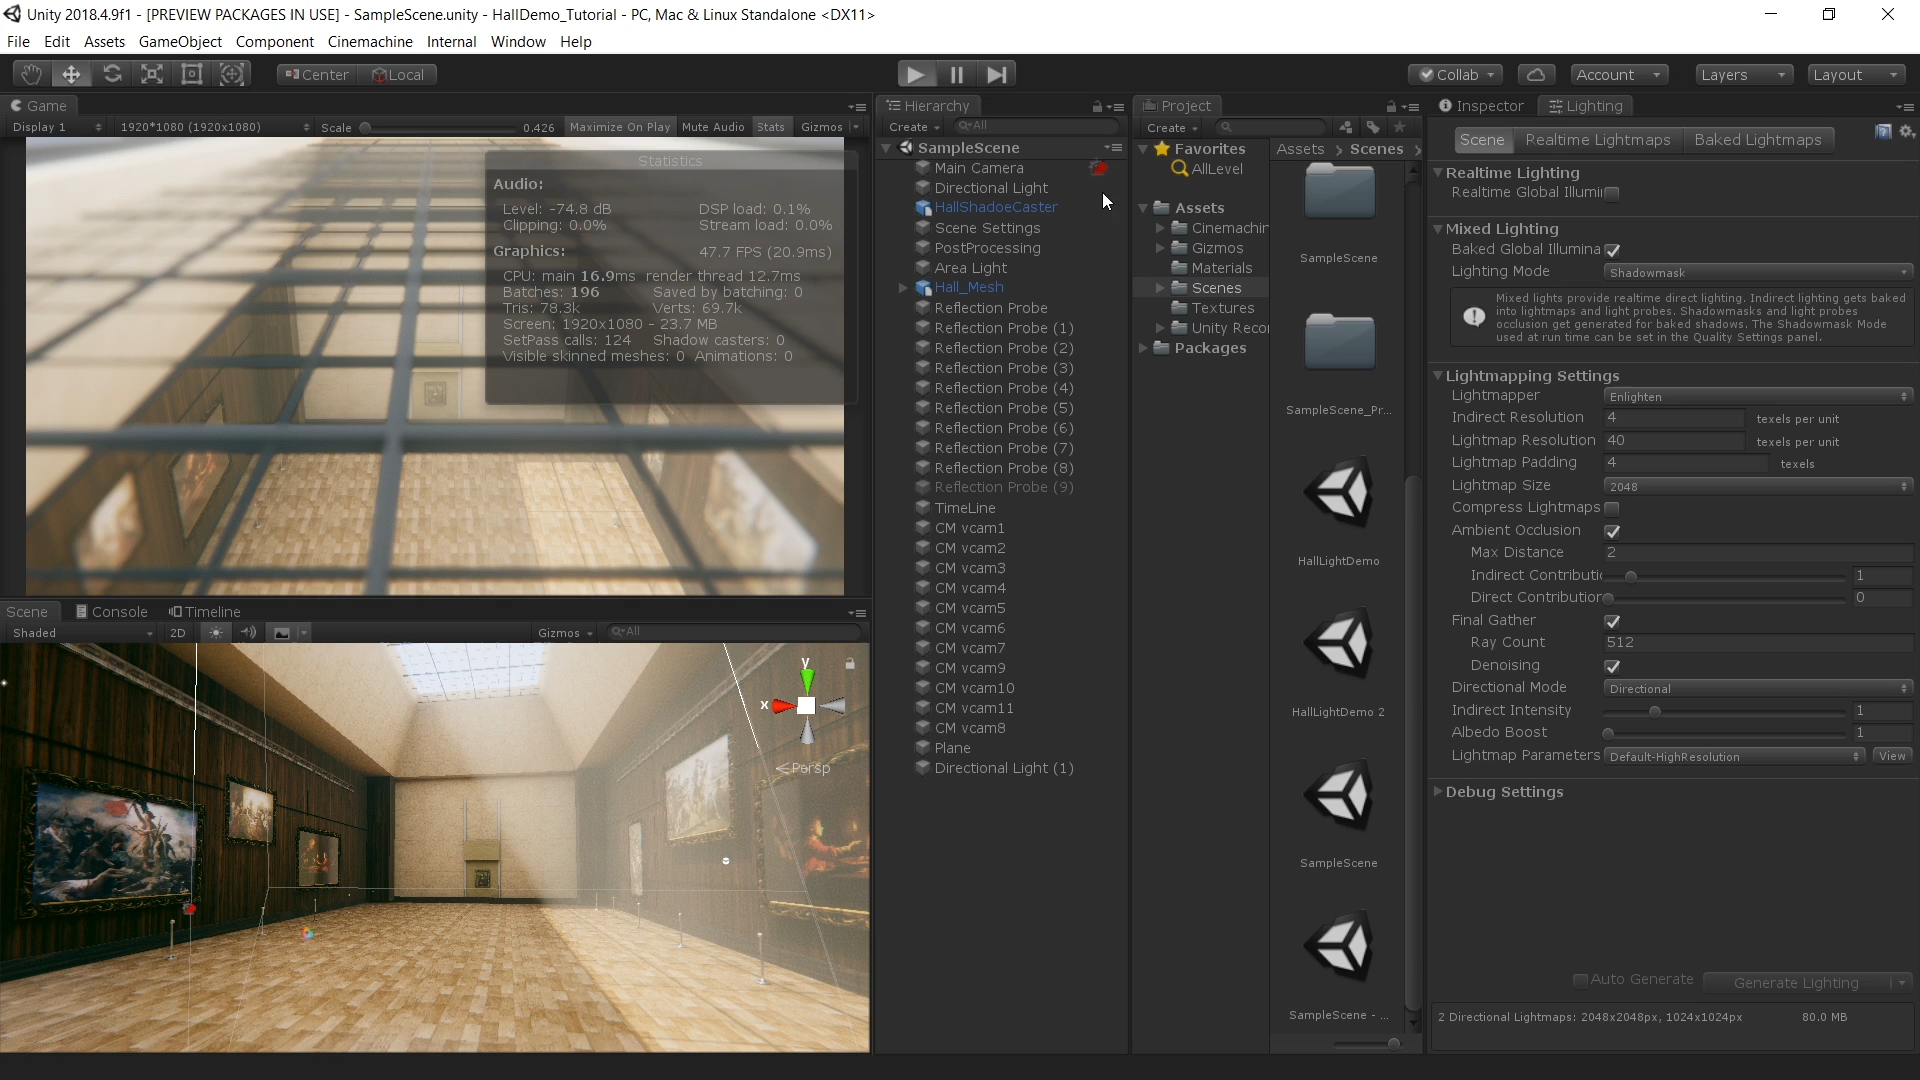 Unity 2018.4.9f1 - [PREVIEW PACKAGES IN USE] - SampleScene.unity - HallDemo_Tutorial - PC, Mac & Linux Standalone <DX11>
File Edit Assets GameObject Component Cinemachine Internal Window Help
Center Local
Collab Account Layers Layout
Game
Display 1 1920*1080 (1920x1080) Scale 0.426 Maximize On Play Mute Audio Stats Gizmos
Statistics
Audio:
Level: -74.8 dB DSP load: 0.1%
Clipping: 0.0% Stream load: 0.0%
Graphics: 47.7 FPS (20.9ms)
CPU: main 16.9ms render thread 12.7ms
Batches: 196 Saved by batching: 0
Tris: 78.3k Verts: 69.7k
Screen: 1920x1080 - 23.7 MB
SetPass calls: 124 Shadow casters: 0
Visible skinned meshes: 0 Animations: 0
Scene Console Timeline
Shaded 2D Gizmos All
y
x
Persp
Hierarchy
Create All
SampleScene
Main Camera
Directional Light
HallShadoeCaster
Scene Settings
PostProcessing
Area Light
Hall_Mesh
Reflection Probe
Reflection Probe (1)
Reflection Probe (2)
Reflection Probe (3)
Reflection Probe (4)
Reflection Probe (5)
Reflection Probe (6)
Reflection Probe (7)
Reflection Probe (8)
Reflection Probe (9)
TimeLine
CM vcam1
CM vcam2
CM vcam3
CM vcam4
CM vcam5
CM vcam6
CM vcam7
CM vcam9
CM vcam10
CM vcam11
CM vcam8
Plane
Directional Light (1)
Project
Create
Favorites
AllLevel
Assets
Cinemachin
Gizmos
Materials
Scenes
Textures
Unity Reco
Packages
Assets > Scenes >
SampleScene
SampleScene_Pr...
HallLightDemo
HallLightDemo 2
SampleScene
SampleScene - ...
Inspector Lighting
Scene Realtime Lightmaps Baked Lightmaps
Realtime Lighting
Realtime Global Illumi
Mixed Lighting
Baked Global Illumina
Lighting Mode Shadowmask
Mixed lights provide realtime direct lighting. Indirect lighting gets baked
into lightmaps and light probes. Shadowmasks and light probes
occlusion get generated for baked shadows. The Shadowmask Mode
used at run time can be set in the Quality Settings panel.
Lightmapping Settings
Lightmapper Enlighten
Indirect Resolution 4 texels per unit
Lightmap Resolution 40 texels per unit
Lightmap Padding 4 texels
Lightmap Size 2048
Compress Lightmaps
Ambient Occlusion
Max Distance 2
Indirect Contributi 1
Direct Contribution 0
Final Gather
Ray Count 512
Denoising
Directional Mode Directional
Indirect Intensity 1
Albedo Boost 1
Lightmap Parameters Default-HighResolution View
Debug Settings
Auto Generate Generate Lighting
2 Directional Lightmaps: 2048x2048px, 1024x1024px 80.0 MB